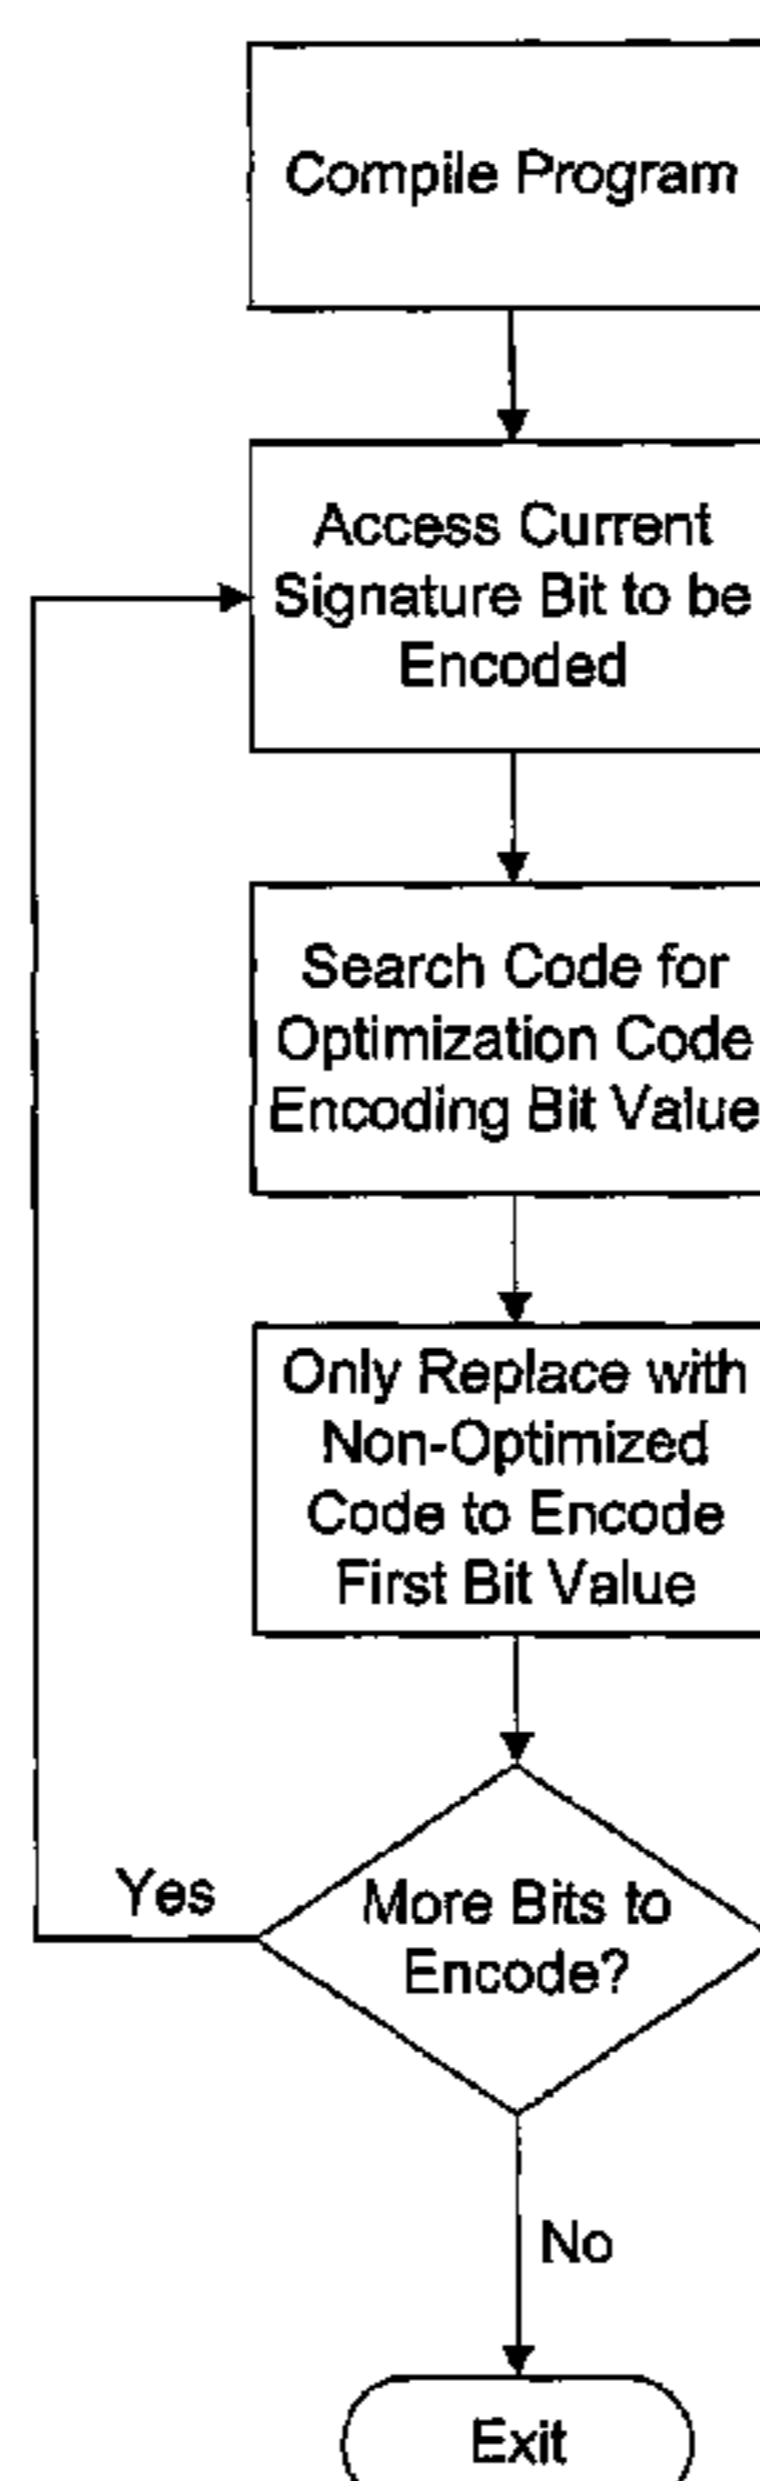 Compile Program
Access Current
Signature Bit to be
Encoded
Search Code for
Optimization Code
Encoding Bit Value
Only Replace with
Non-Optimized
Code to Encode
First Bit Value
Yes
More Bits to
Encode?
No
Exit